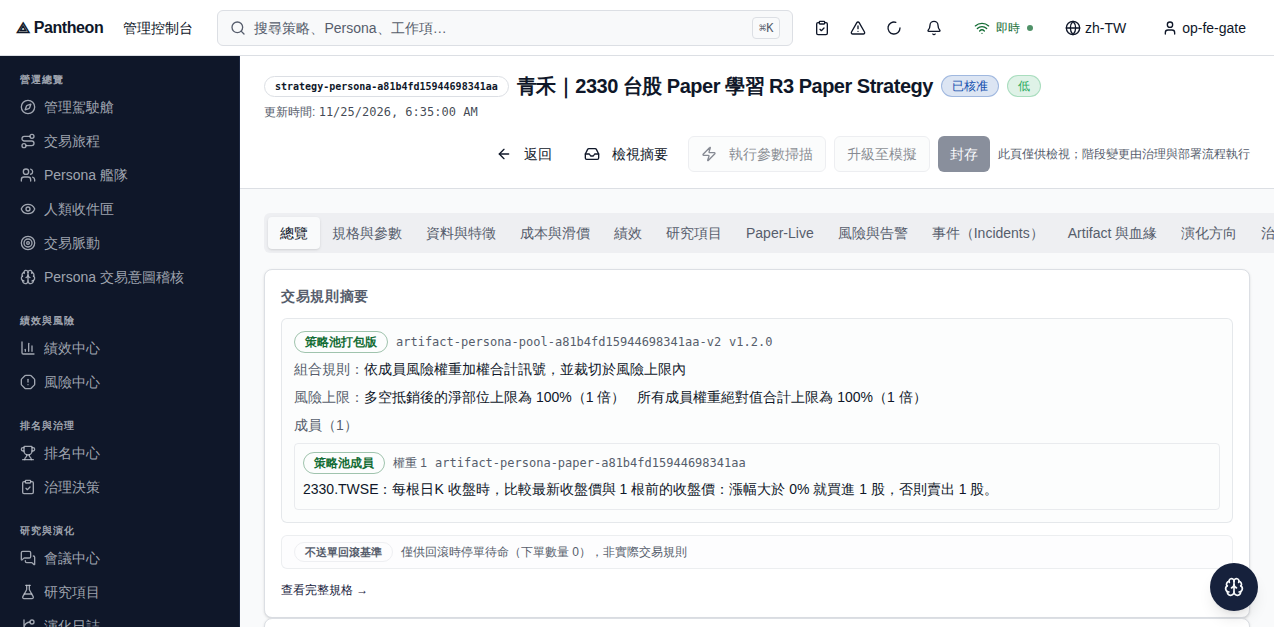 Pantheon 管理控制台 搜尋策略、Persona、工作項… ⌘K 即時 zh-TW op-fe-gate
營運總覽
管理駕駛艙
交易旅程
Persona 艦隊
人類收件匣
交易脈動
Persona 交易意圖稽核
績效與風險
績效中心
風險中心
排名與治理
排名中心
治理決策
研究與演化
會議中心
研究項目
演化日誌
strategy-persona-a81b4fd15944698341aa 青禾｜2330 台股 Paper 學習 R3 Paper Strategy 已核准 低
更新時間: 11/25/2026, 6:35:00 AM
返回 檢視摘要 執行參數掃描 升級至模擬 封存 此頁僅供檢視；階段變更由治理與部署流程執行
總覽 規格與參數 資料與特徵 成本與滑價 績效 研究項目 Paper-Live 風險與告警 事件（Incidents） Artifact 與血緣 演化方向 治
交易規則摘要
策略池打包版 artifact-persona-pool-a81b4fd15944698341aa-v2 v1.2.0
組合規則：依成員風險權重加權合計訊號，並裁切於風險上限內
風險上限：多空抵銷後的淨部位上限為 100%（1 倍） 所有成員權重絕對值合計上限為 100%（1 倍）
成員（1）
策略池成員 權重 1 artifact-persona-paper-a81b4fd15944698341aa
2330.TWSE：每根日K 收盤時，比較最新收盤價與 1 根前的收盤價：漲幅大於 0% 就買進 1 股，否則賣出 1 股。
不送單回滾基準 僅供回滾時停單待命（下單數量 0），非實際交易規則
查看完整規格 →